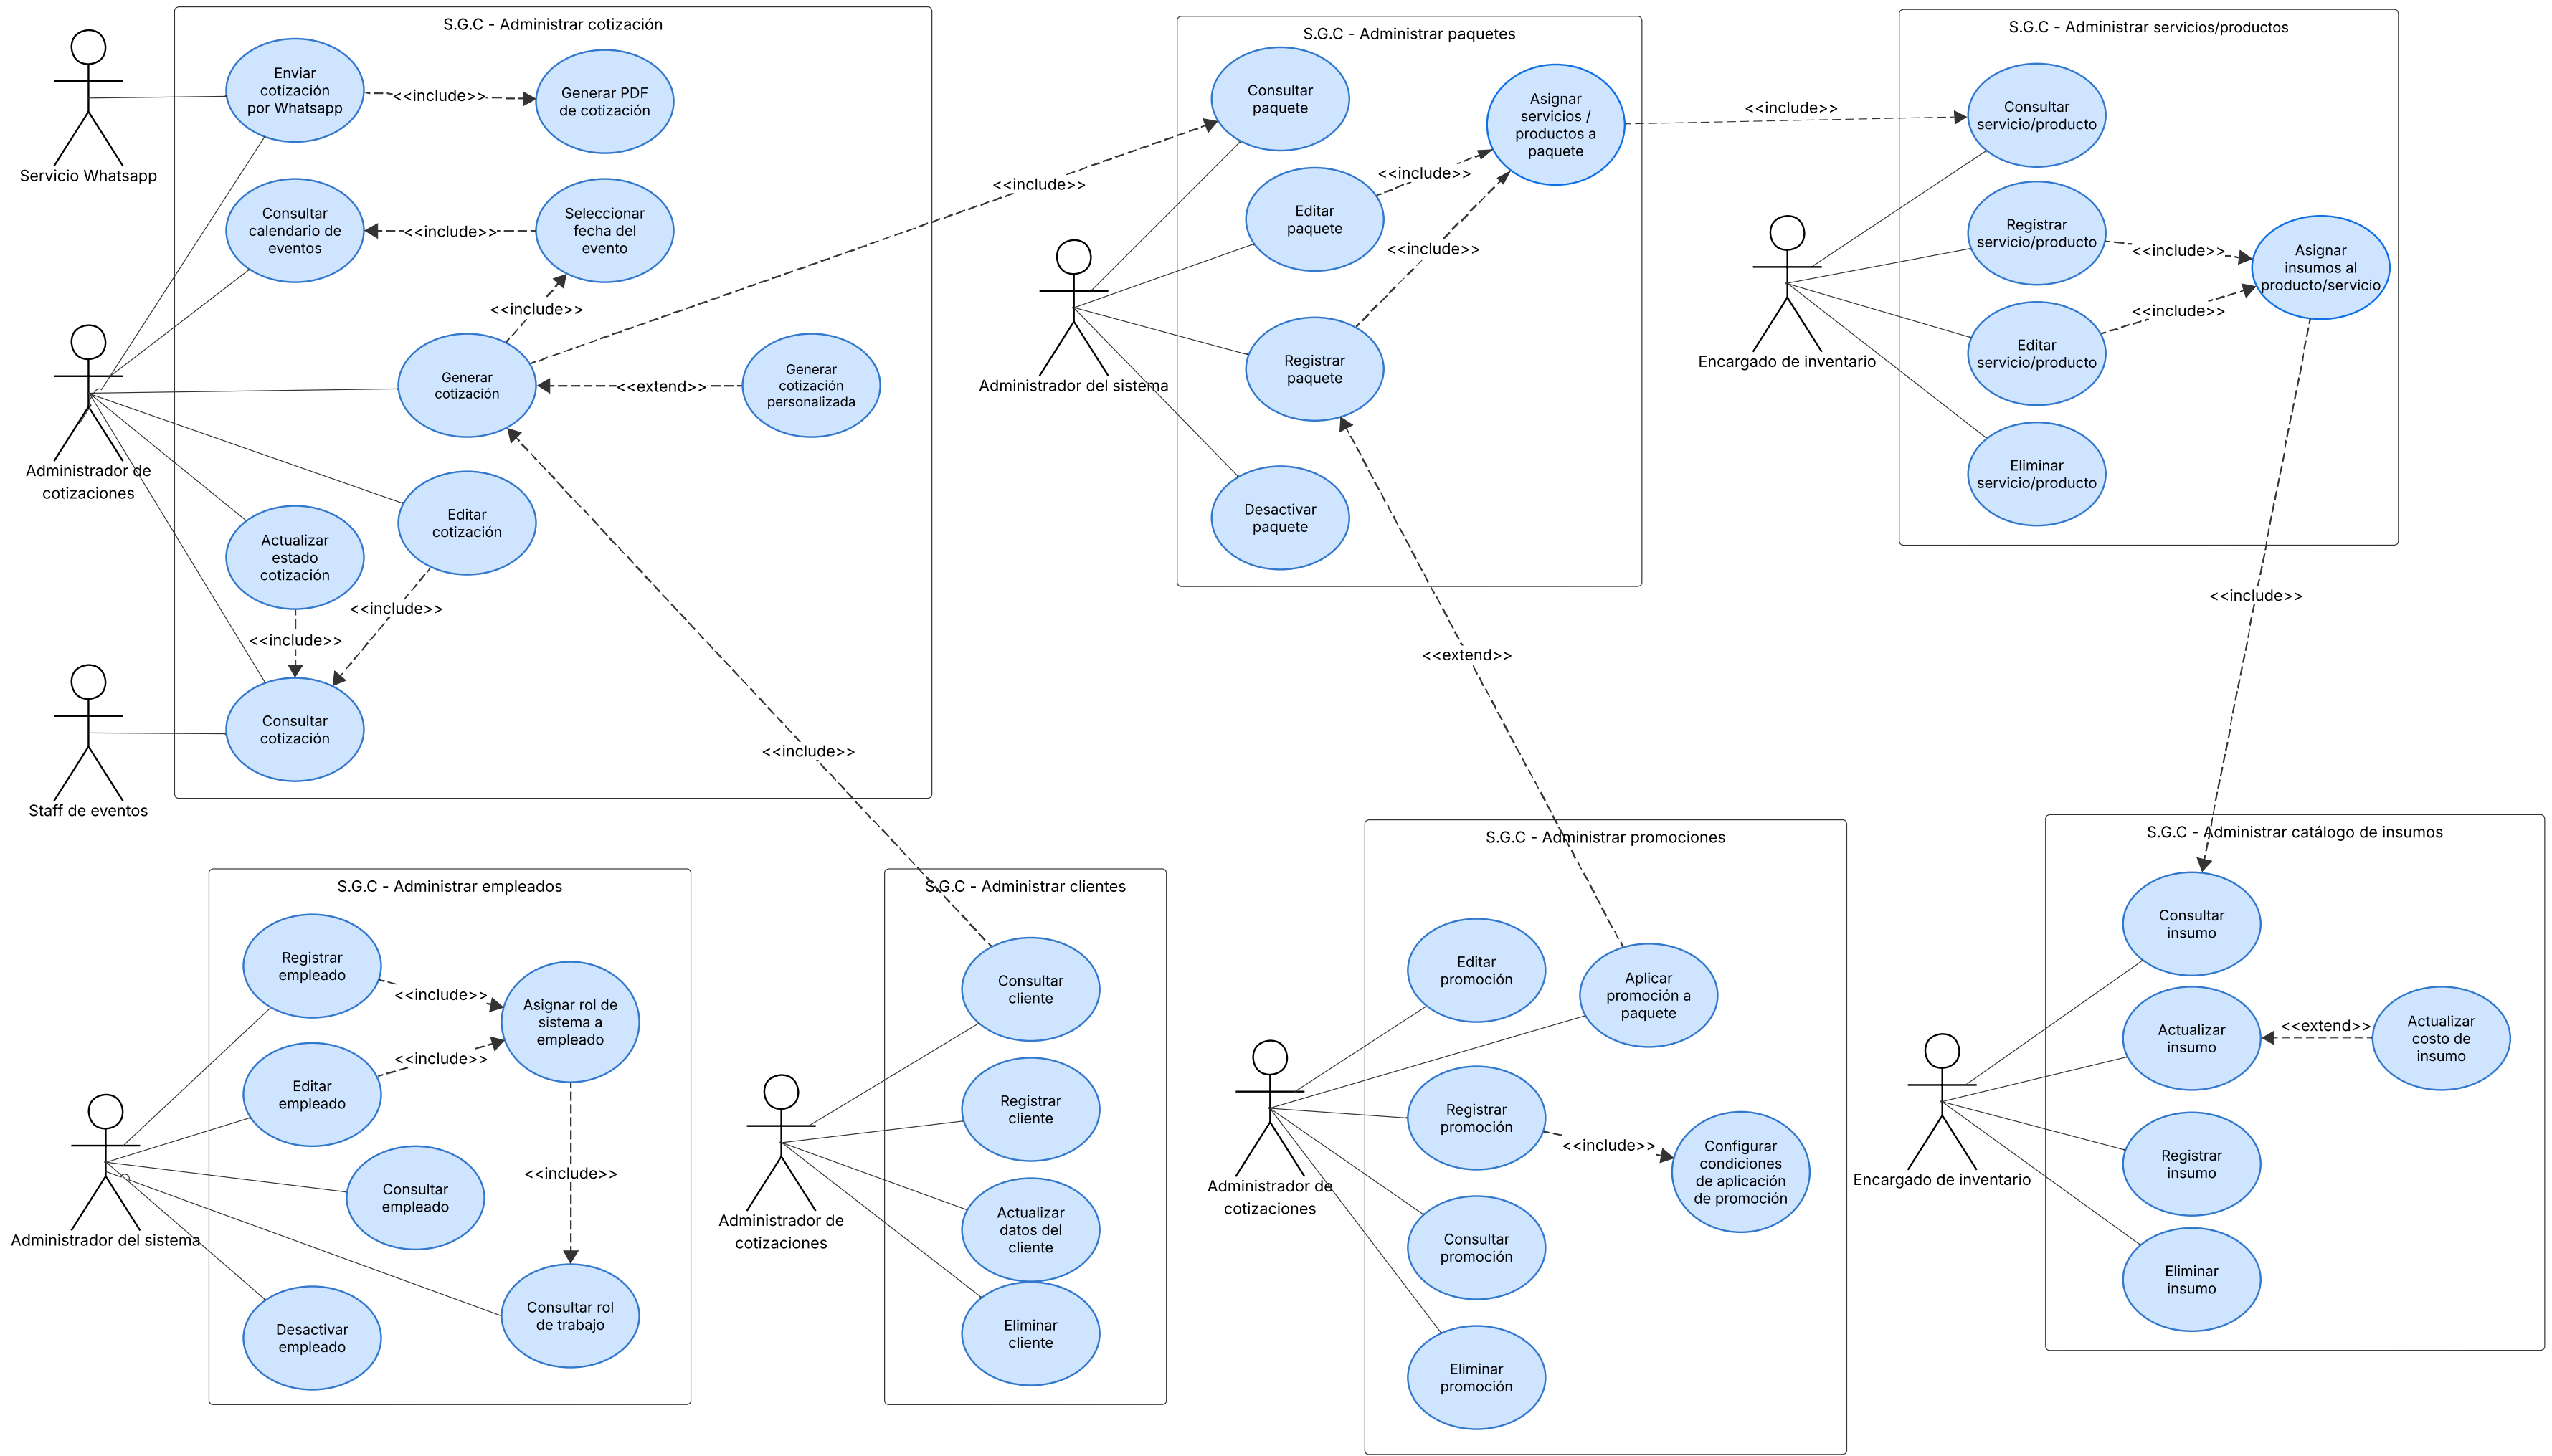 S.G.C - Administrar cotización
Servicio Whatsapp
Enviar
cotización
por Whatsapp
<<include>>
Generar PDF
de cotización
Consultar
calendario de
eventos
<<include>>
Seleccionar
fecha del
evento
<<include>>
Administrador de
cotizaciones
Generar
cotización
<<extend>>
Generar
cotización
personalizada
Editar
cotización
Actualizar
estado
cotización
<<include>>
<<include>>
Consultar
cotización
Staff de eventos
<<include>>
<<include>>
S.G.C - Administrar paquetes
Consultar
paquete
Asignar
servicios /
productos a
paquete
<<include>>
Editar
paquete
<<include>>
Administrador del sistema
Registrar
paquete
Desactivar
paquete
<<include>>
<<extend>>
S.G.C - Administrar servicios/productos
Consultar
servicio/producto
Registrar
servicio/producto
<<include>>
Asignar
insumos al
producto/servicio
<<include>>
Encargado de inventario
Editar
servicio/producto
Eliminar
servicio/producto
<<include>>
S.G.C - Administrar empleados
Registrar
empleado
<<include>>
Asignar rol de
sistema a
empleado
<<include>>
Editar
empleado
<<include>>
Consultar
empleado
Administrador del sistema
Desactivar
empleado
Consultar rol
de trabajo
S.G.C - Administrar clientes
Consultar
cliente
Registrar
cliente
Administrador de
cotizaciones
Actualizar
datos del
cliente
Eliminar
cliente
S.G.C - Administrar promociones
Editar
promoción
Aplicar
promoción a
paquete
Registrar
promoción
<<include>>
Configurar
condiciones
de aplicación
de promoción
Administrador de
cotizaciones
Consultar
promoción
Eliminar
promoción
S.G.C - Administrar catálogo de insumos
Consultar
insumo
Actualizar
insumo
<<extend>>
Actualizar
costo de
insumo
Encargado de inventario
Registrar
insumo
Eliminar
insumo